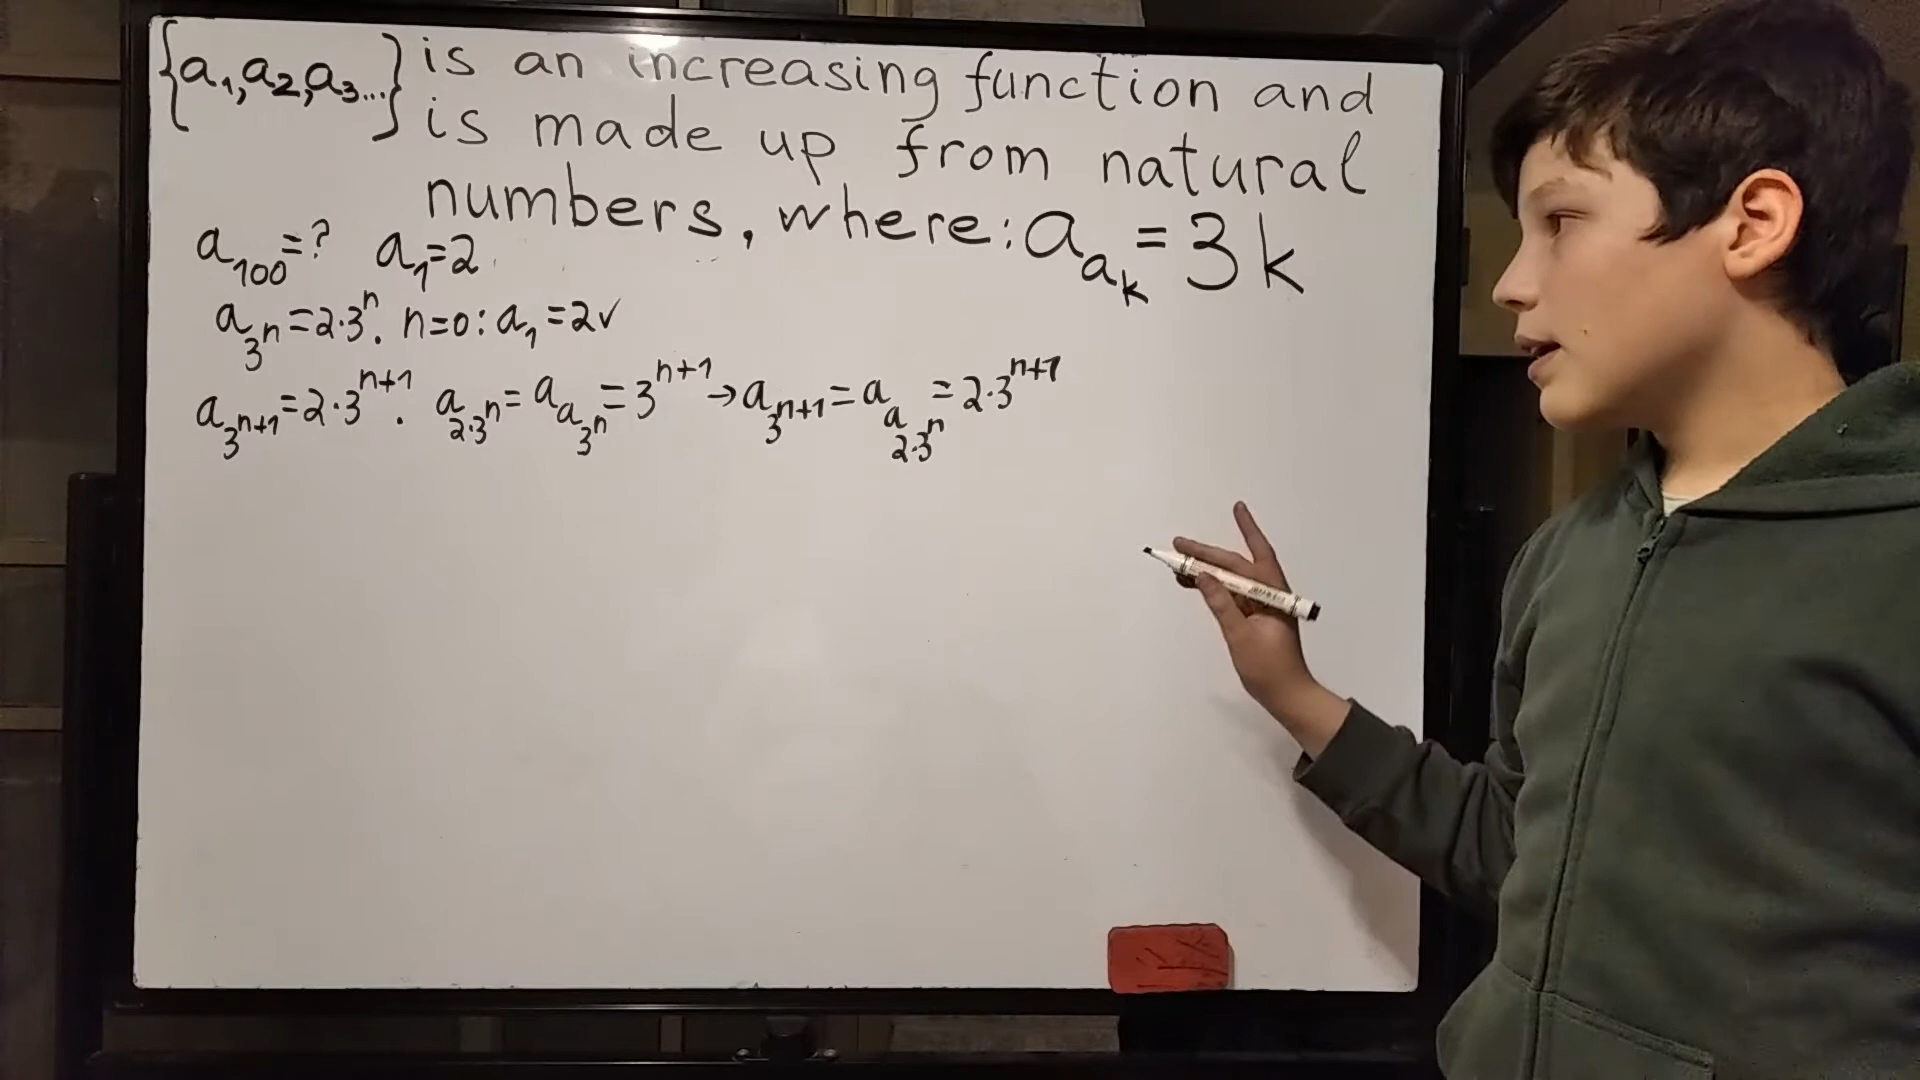 {a₁,a₂,a₃...} is an increasing function and
is made up from natural
numbers, where: a_{a_k} = 3k
a₁₀₀=? a₁=2
a_{3^n}=2·3^n. n=0: a₁=2✓
a_{3^{n+1}}=2·3^{n+1}. a_{2·3^n}=a_{a_{3^n}}=3^{n+1}→a_{3^{n+1}}=a_{a_{2·3^n}}=2·3^{n+1}